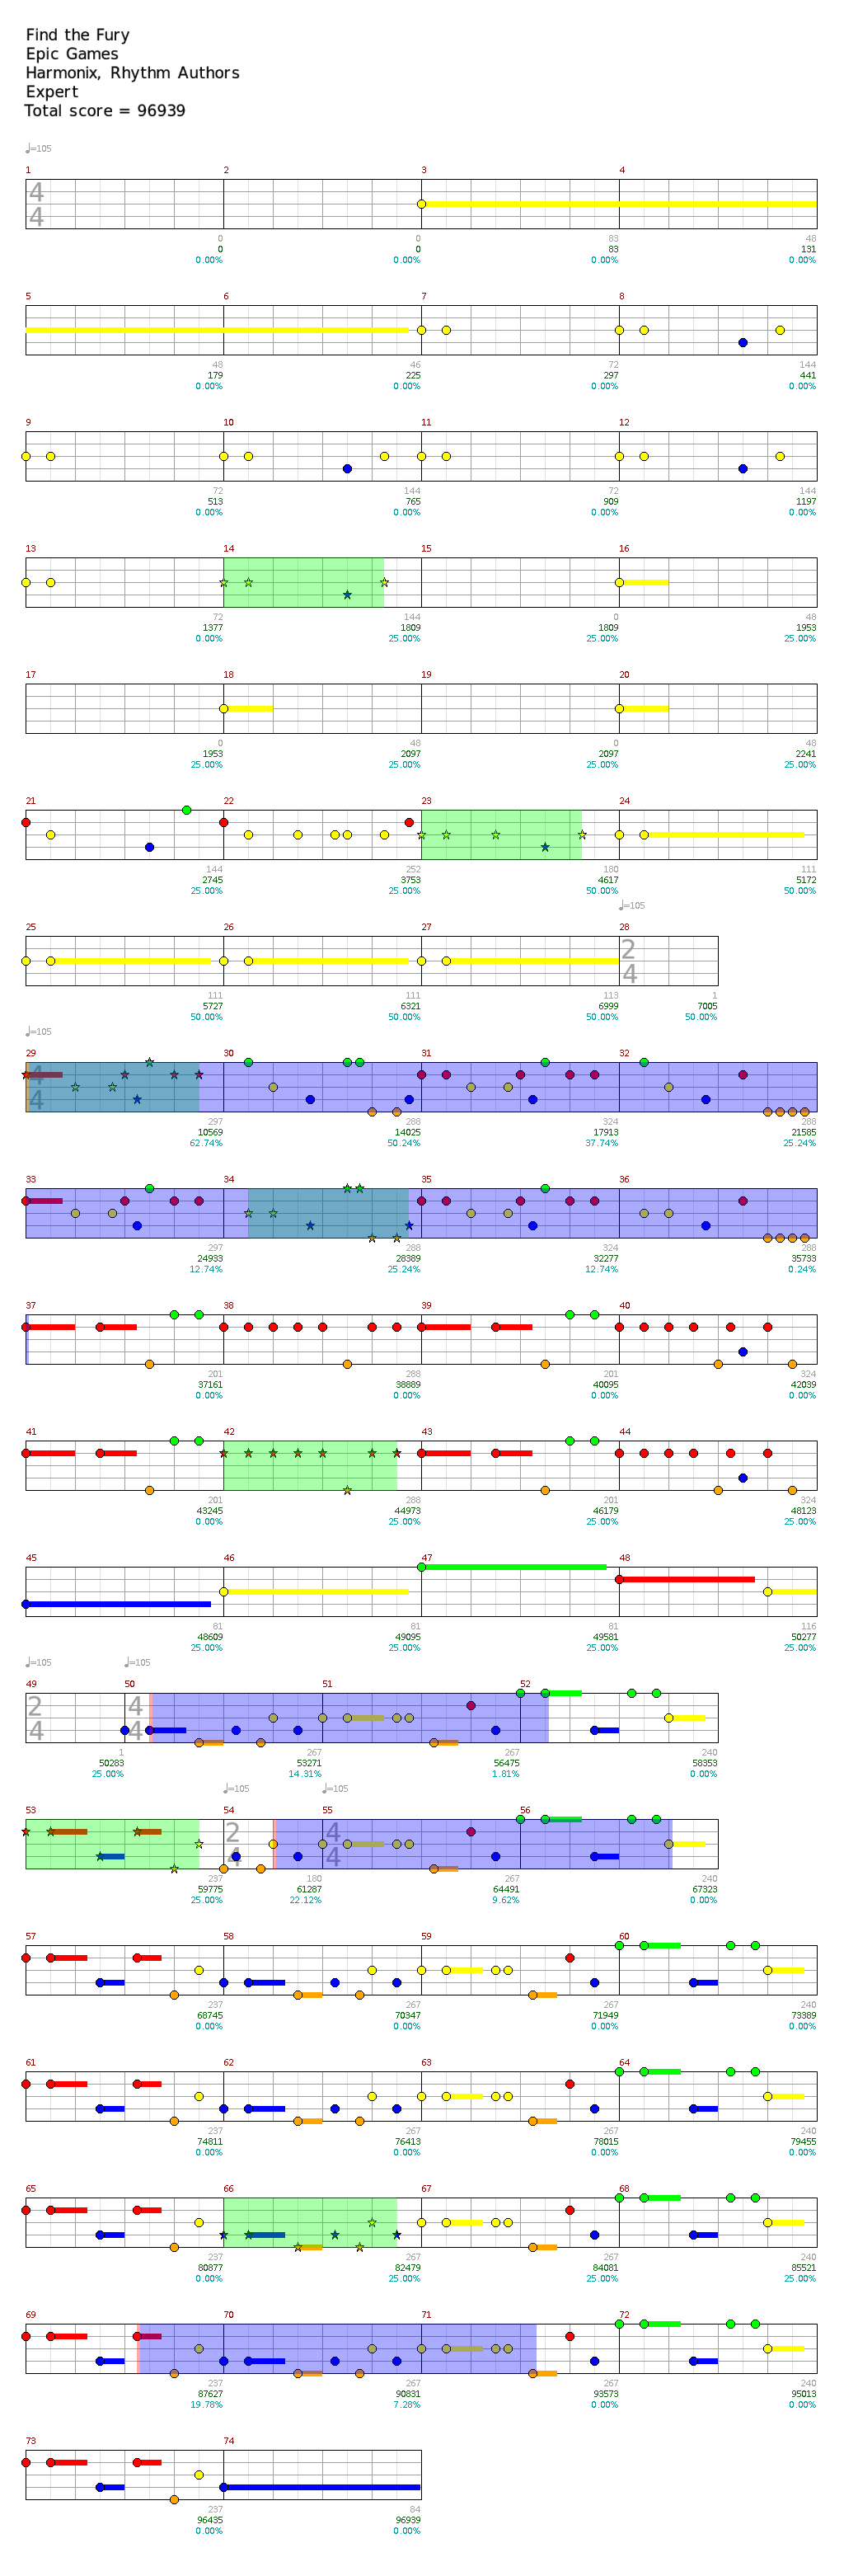 Find the Fury
Epic Games
Harmonix, Rhythm Authors
Expert
Total score = 96939
♩=105
1 2 3 4
4
4
0 0 83 48
0 0 83 131
0.00% 0.00% 0.00% 0.00%
5 6 7 8
48 46 72 144
179 225 297 441
0.00% 0.00% 0.00% 0.00%
9 10 11 12
72 144 72 144
513 765 909 1197
0.00% 0.00% 0.00% 0.00%
13 14 15 16
72 144 0 48
1377 1809 1809 1953
0.00% 25.00% 25.00% 25.00%
17 18 19 20
0 48 0 48
1953 2097 2097 2241
25.00% 25.00% 25.00% 25.00%
21 22 23 24
144 252 180 111
2745 3753 4617 5172
25.00% 25.00% 50.00% 50.00%
♩=105
25 26 27 28
2
4
111 111 113 1
5727 6321 6999 7005
50.00% 50.00% 50.00% 50.00%
♩=105
29 30 31 32
4
4
297 288 324 288
10569 14025 17913 21585
62.74% 50.24% 37.74% 25.24%
33 34 35 36
297 288 324 288
24933 28389 32277 35733
12.74% 25.24% 12.74% 0.24%
37 38 39 40
201 288 201 324
37161 38889 40095 42039
0.00% 0.00% 0.00% 0.00%
41 42 43 44
201 288 201 324
43245 44973 46179 48123
0.00% 25.00% 25.00% 25.00%
45 46 47 48
81 81 81 116
48609 49095 49581 50277
25.00% 25.00% 25.00% 25.00%
♩=105 ♩=105
49 50 51 52
2 4
4 4
1 267 267 240
50283 53271 56475 58353
25.00% 14.31% 1.81% 0.00%
♩=105 ♩=105
53 54 55 56
2 4
4 4
237 180 267 240
59775 61287 64491 67323
25.00% 22.12% 9.62% 0.00%
57 58 59 60
237 267 267 240
68745 70347 71949 73389
0.00% 0.00% 0.00% 0.00%
61 62 63 64
237 267 267 240
74811 76413 78015 79455
0.00% 0.00% 0.00% 0.00%
65 66 67 68
237 267 267 240
80877 82479 84081 85521
0.00% 25.00% 25.00% 25.00%
69 70 71 72
237 267 267 240
87627 90831 93573 95013
19.78% 7.28% 0.00% 0.00%
73 74
237 84
96435 96939
0.00% 0.00%